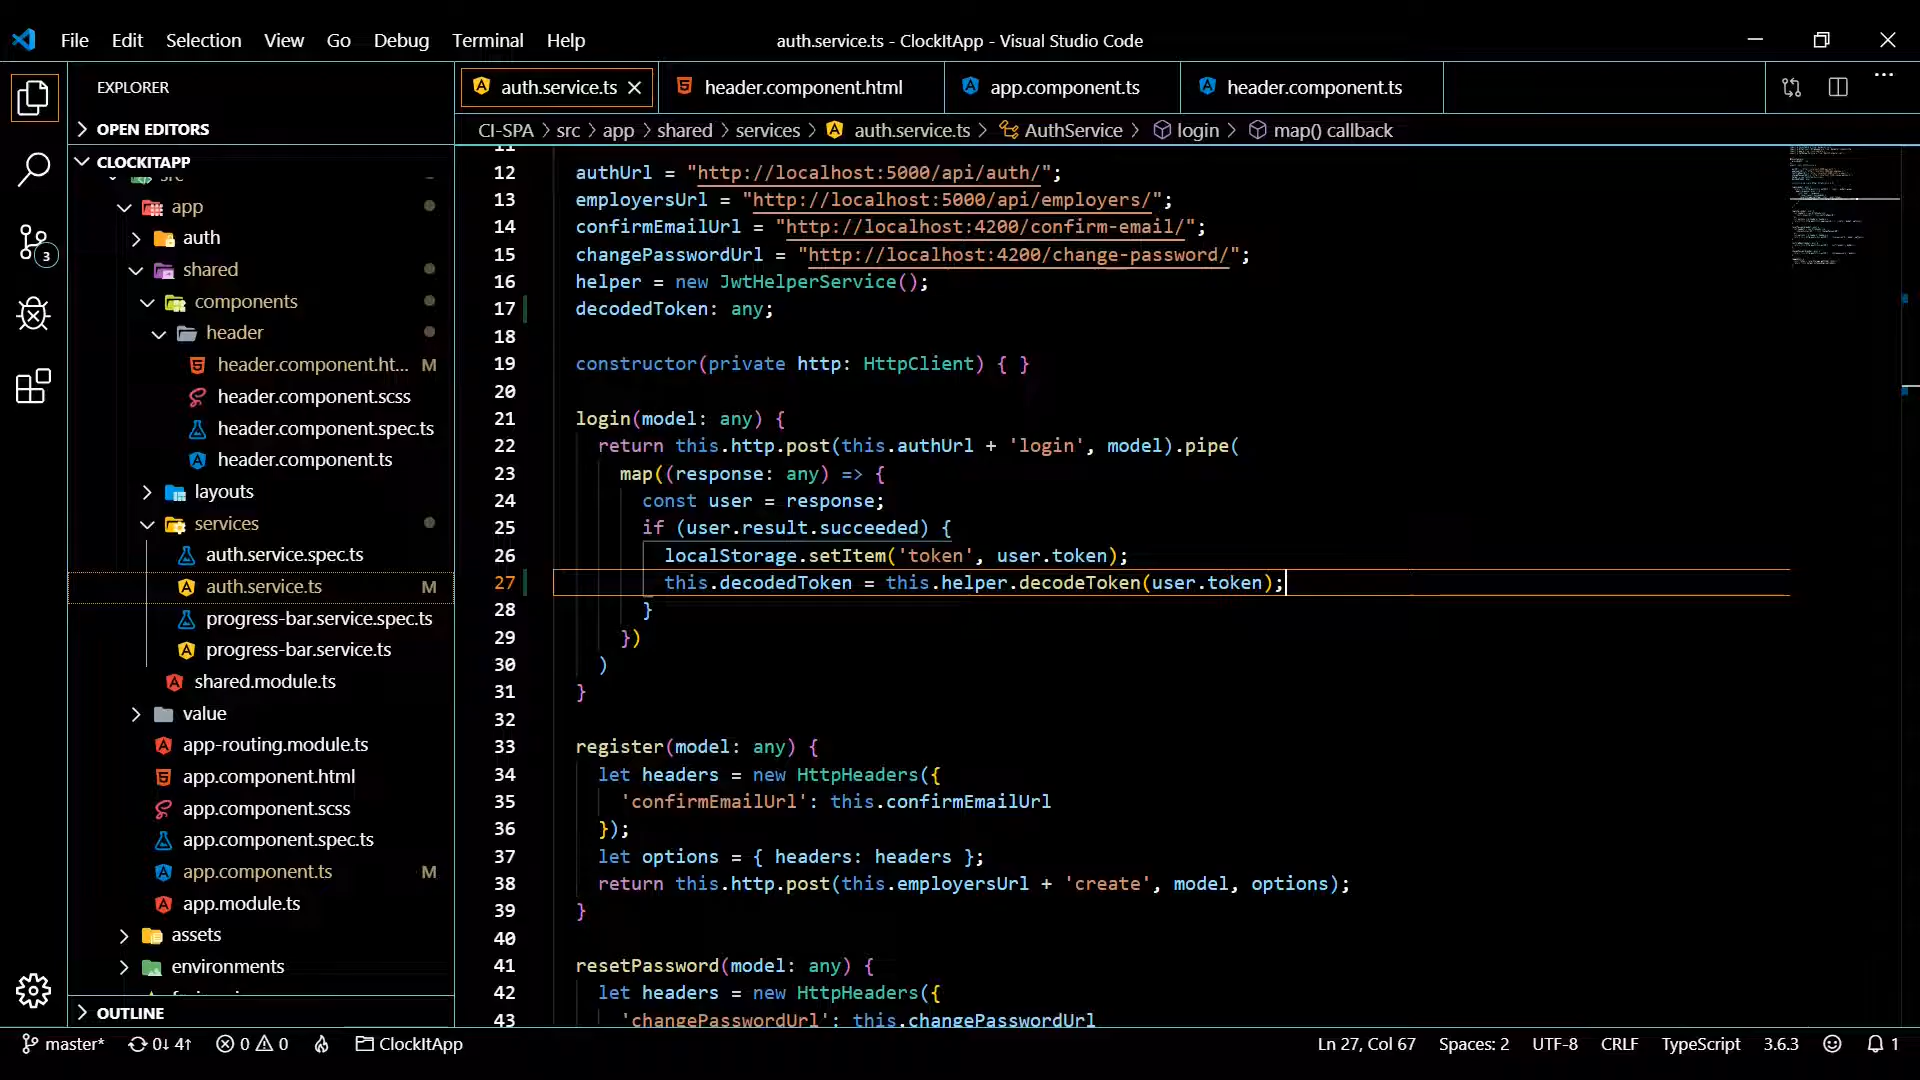 File Edit Selection View Go Debug Terminal Help
auth.service.ts - ClockItApp - Visual Studio Code
EXPLORER
OPEN EDITORS
CLOCKITAPP
src
app
auth
shared
components
header
header.component.ht... M
header.component.scss
header.component.spec.ts
header.component.ts
layouts
services
auth.service.spec.ts
auth.service.ts M
progress-bar.service.spec.ts
progress-bar.service.ts
shared.module.ts
value
app-routing.module.ts
app.component.html
app.component.scss
app.component.spec.ts
app.component.ts M
app.module.ts
assets
environments
OUTLINE
3
auth.service.ts header.component.html app.component.ts header.component.ts
CI-SPA > src > app > shared > services > auth.service.ts > AuthService > login > map() callback
11
12 authUrl = "http://localhost:5000/api/auth/";
13 employersUrl = "http://localhost:5000/api/employers/";
14 confirmEmailUrl = "http://localhost:4200/confirm-email/";
15 changePasswordUrl = "http://localhost:4200/change-password/";
16 helper = new JwtHelperService();
17 decodedToken: any;
18
19 constructor(private http: HttpClient) { }
20
21 login(model: any) {
22 return this.http.post(this.authUrl + 'login', model).pipe(
23 map((response: any) => {
24 const user = response;
25 if (user.result.succeeded) {
26 localStorage.setItem('token', user.token);
27 this.decodedToken = this.helper.decodeToken(user.token);
28 }
29 })
30 )
31 }
32
33 register(model: any) {
34 let headers = new HttpHeaders({
35 'confirmEmailUrl': this.confirmEmailUrl
36 });
37 let options = { headers: headers };
38 return this.http.post(this.employersUrl + 'create', model, options);
39 }
40
41 resetPassword(model: any) {
42 let headers = new HttpHeaders({
43 'changePasswordUrl': this.changePasswordUrl
master* 0↓ 4↑ 0 0 ClockItApp
Ln 27, Col 67 Spaces: 2 UTF-8 CRLF TypeScript 3.6.3 1